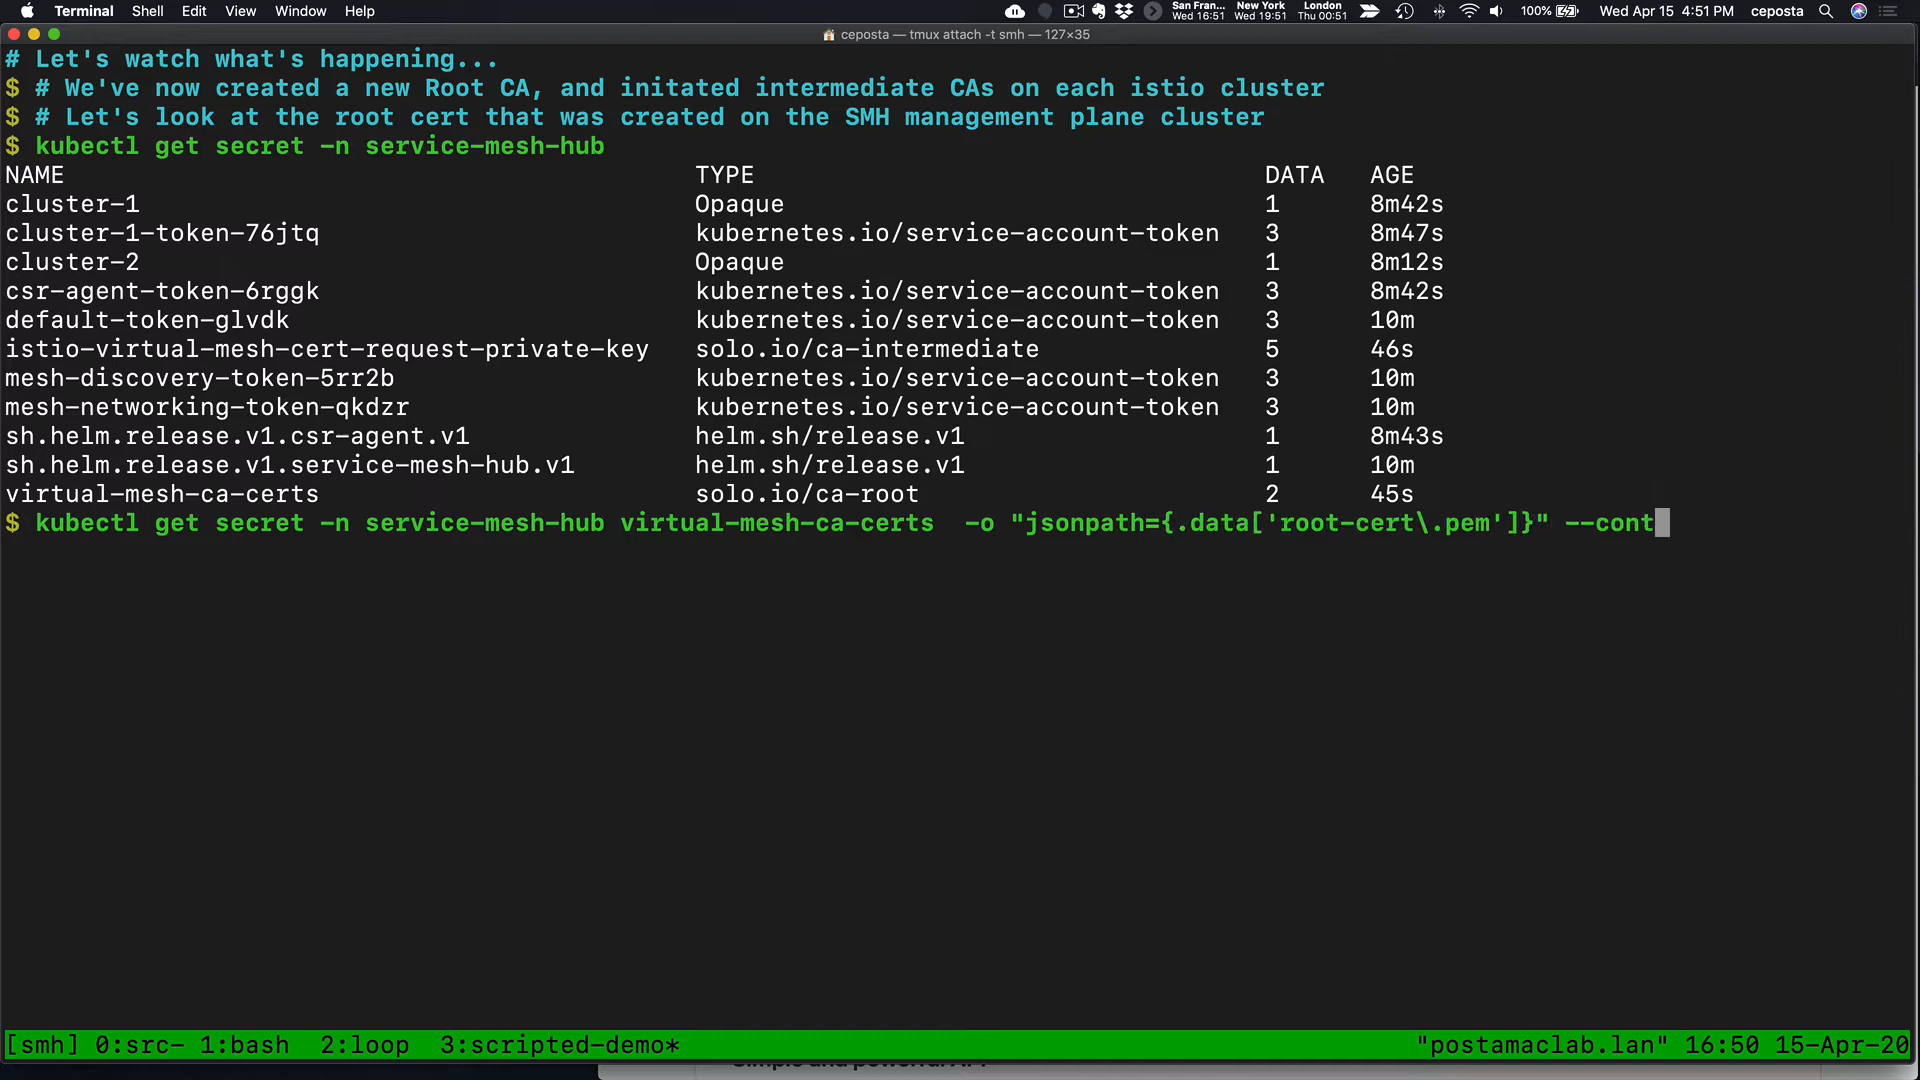 Terminal Shell Edit View Window Help San Fran... Wed 16:51 New York Wed 19:51 London Thu 00:51 100% Wed Apr 15 4:51 PM ceposta
ceposta — tmux attach -t smh — 127×35
# Let's watch what's happening...
$ # We've now created a new Root CA, and initated intermediate CAs on each istio cluster
$ # Let's look at the root cert that was created on the SMH management plane cluster
$ kubectl get secret -n service-mesh-hub
NAME TYPE DATA AGE
cluster-1 Opaque 1 8m42s
cluster-1-token-76jtq kubernetes.io/service-account-token 3 8m47s
cluster-2 Opaque 1 8m12s
csr-agent-token-6rggk kubernetes.io/service-account-token 3 8m42s
default-token-glvdk kubernetes.io/service-account-token 3 10m
istio-virtual-mesh-cert-request-private-key solo.io/ca-intermediate 5 46s
mesh-discovery-token-5rr2b kubernetes.io/service-account-token 3 10m
mesh-networking-token-qkdzr kubernetes.io/service-account-token 3 10m
sh.helm.release.v1.csr-agent.v1 helm.sh/release.v1 1 8m43s
sh.helm.release.v1.service-mesh-hub.v1 helm.sh/release.v1 1 10m
virtual-mesh-ca-certs solo.io/ca-root 2 45s
$ kubectl get secret -n service-mesh-hub virtual-mesh-ca-certs  -o "jsonpath={.data['root-cert\.pem']}" --cont
[smh] 0:src- 1:bash 2:loop 3:scripted-demo* "postamaclab.lan" 16:50 15-Apr-20